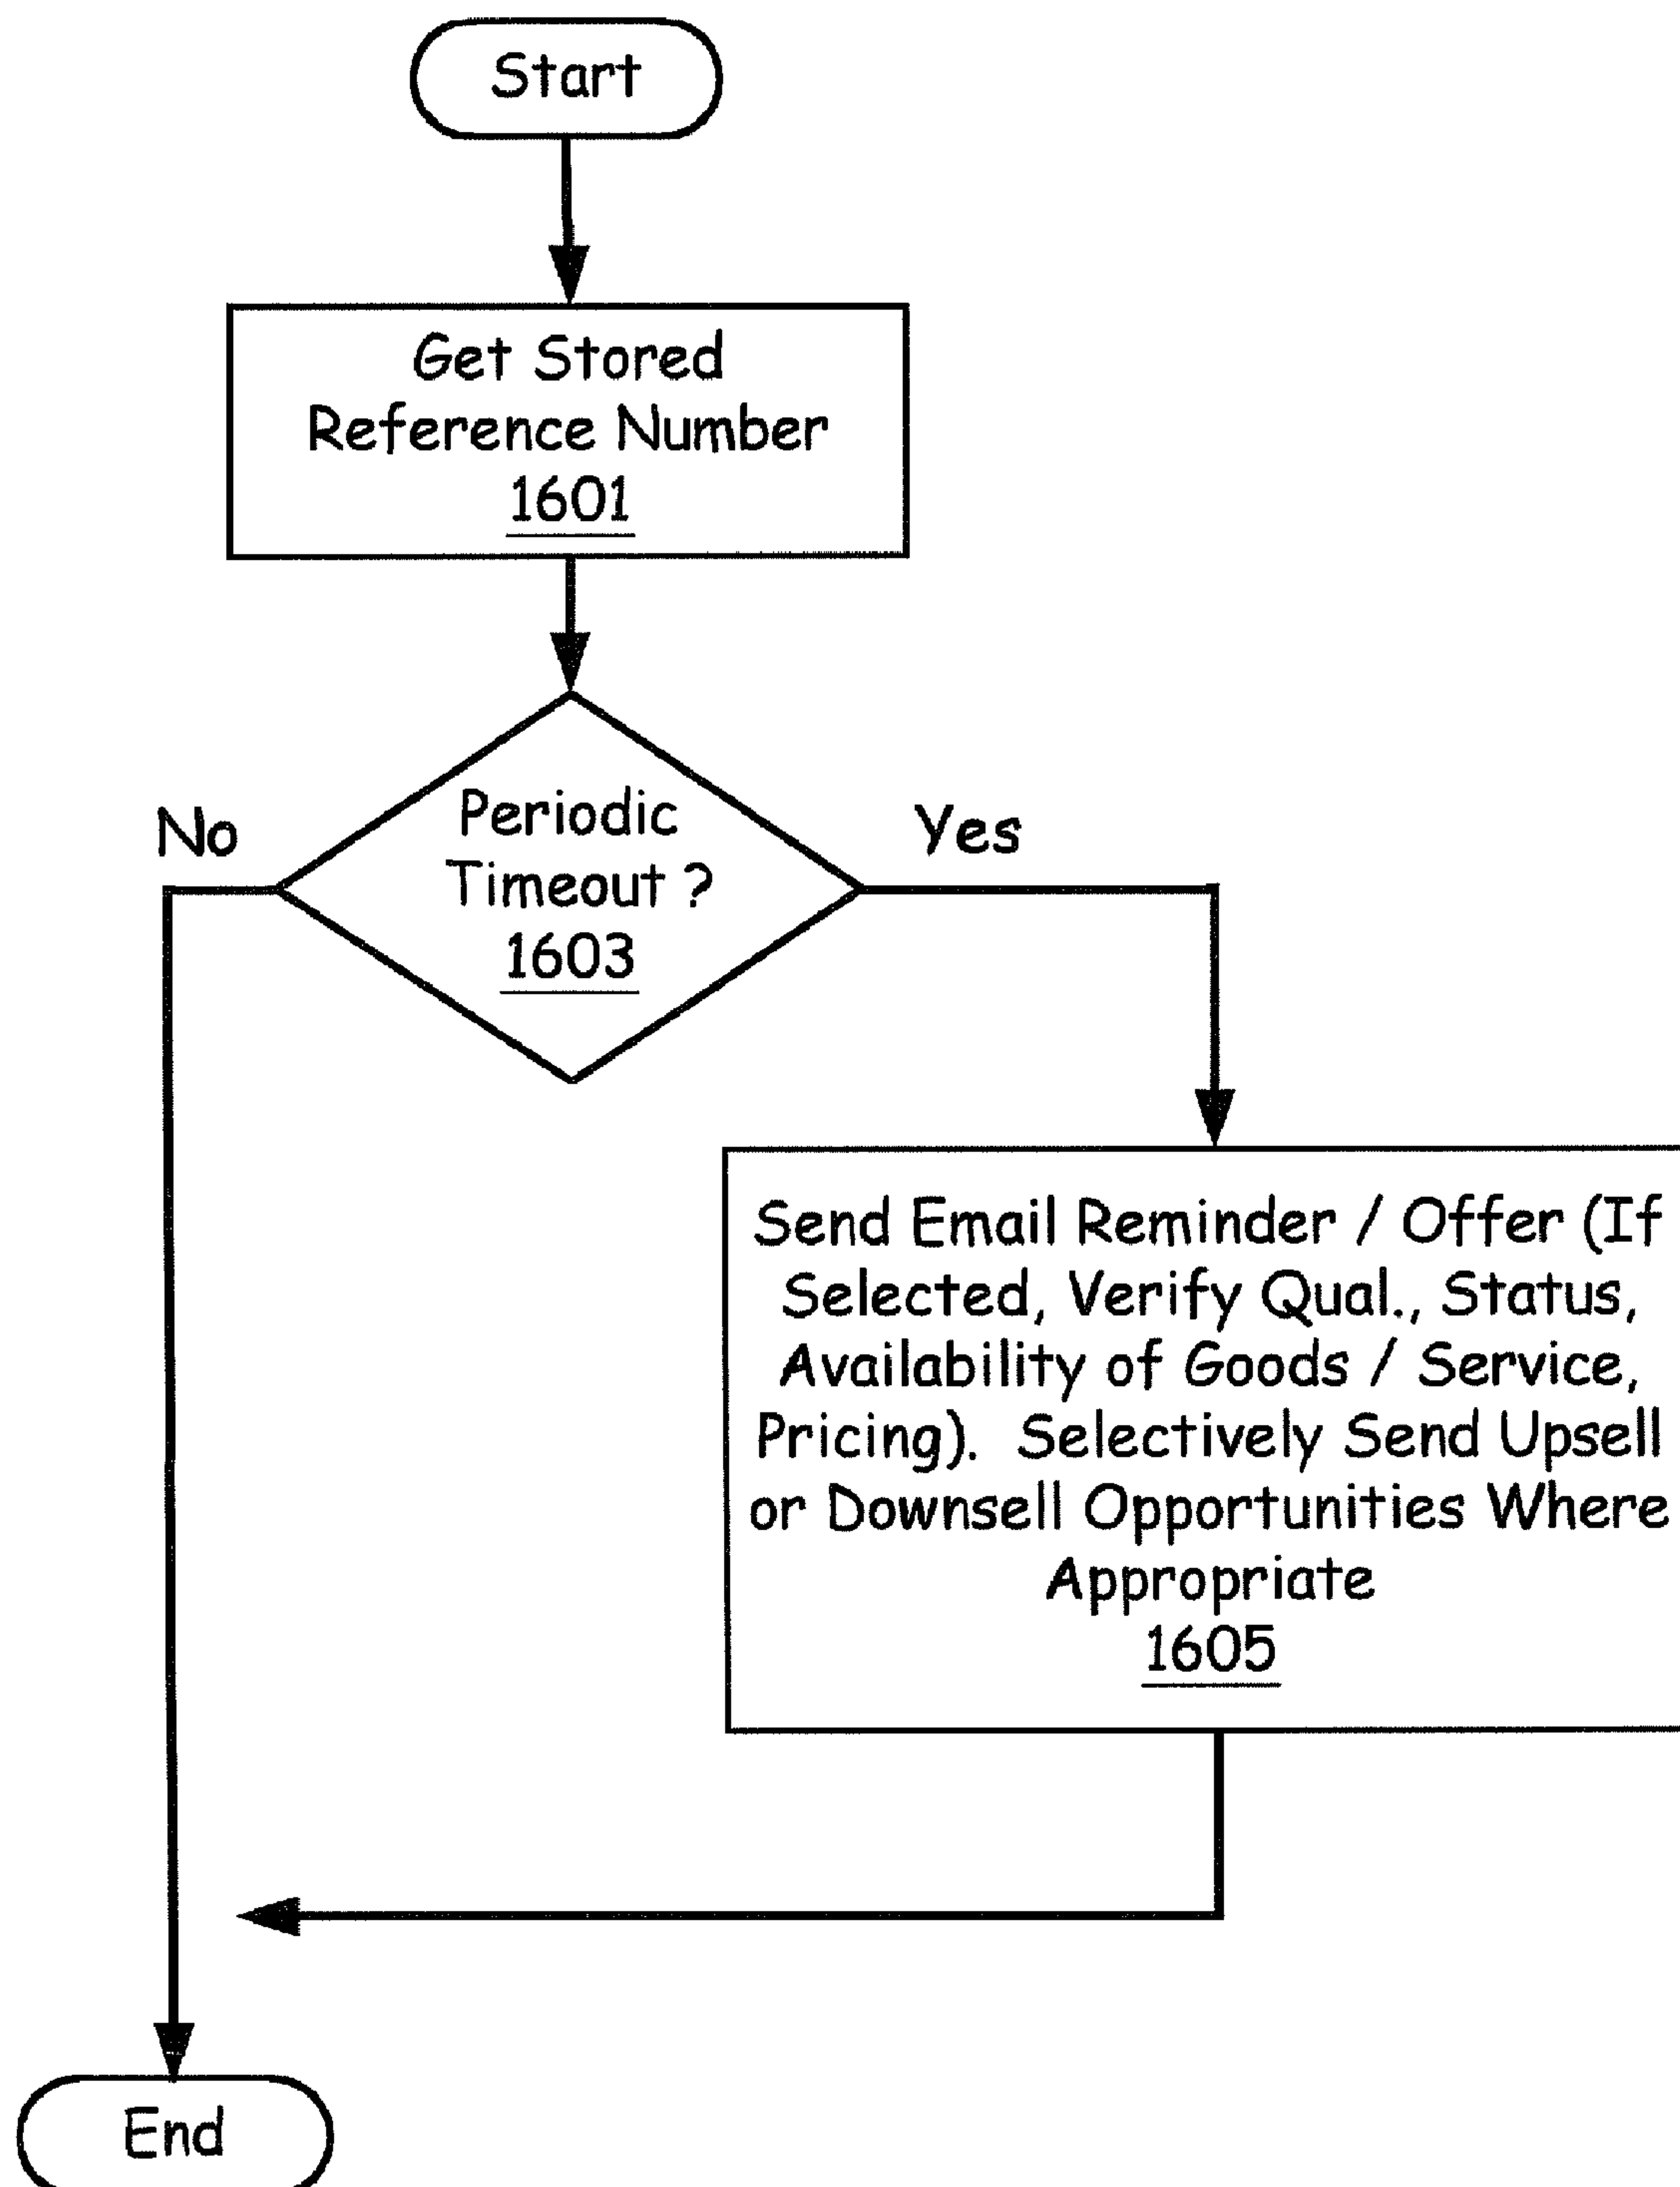 Start
Get Stored
Reference Number
1601
Periodic
Timeout ?
1603
No
Yes
Send Email Reminder / Offer (If
Selected, Verify Qual., Status,
Availability of Goods / Service,
Pricing). Selectively Send Upsell
or Downsell Opportunities Where
Appropriate
1605
End